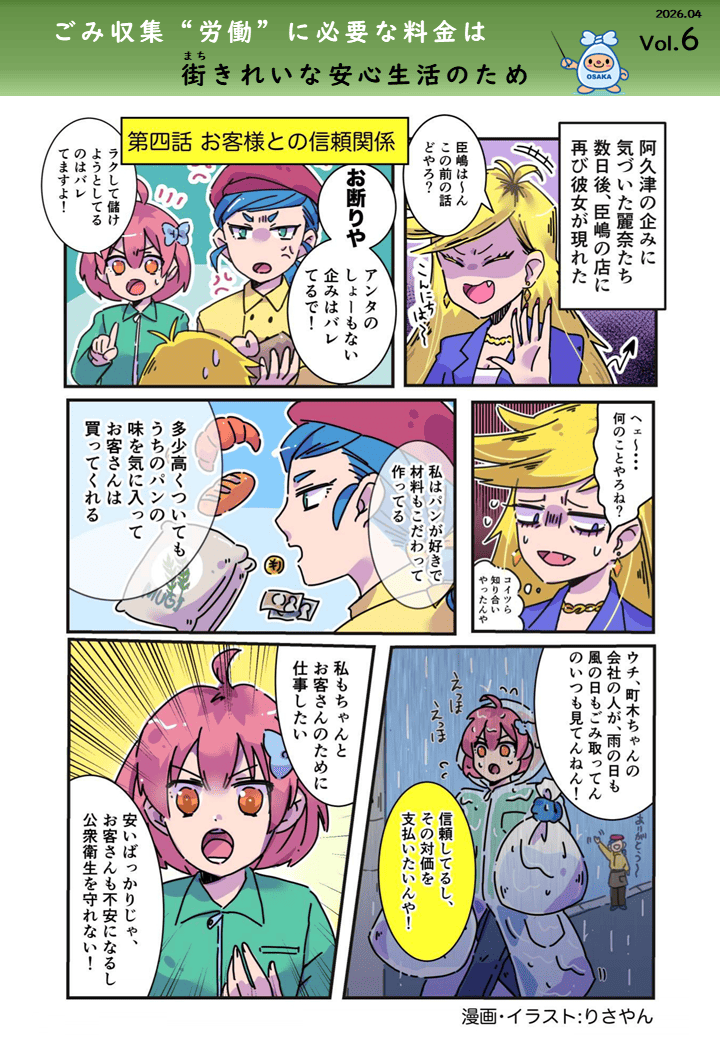 2026.04
ごみ収集“労働”に必要な料金は
まち
街きれいな安心生活のため
Vol.6
OSAKA
第四話 お客様との信頼関係
阿久津の企みに
気づいた麗奈たち
数日後、臣嶋の店に
再び彼女が現れた
臣嶋は～ん
この前の話
どやろ?
こんにちは～
お断りや
アンタの
しょーもない
企みはバレ
てるで!
ラクして儲け
ようとしてる
のはバレ
てますよ!
ヘェ～…
何のことやろね?
コイツら
知り合い
やったんや
私はパンが好きで
材料もこだわって
作ってる
多少高くついても
うちのパンの
味を気に入って
お客さんは
買ってくれる
MUGI
ウチ、町木ちゃんの
会社の人が、雨の日も
風の日もごみ取ってん
のいつも見てんねん!
えっほ
えっほ
ありがとう～
信頼してるし、
その対価を
支払いたいんや!
私もちゃんと
お客さんのために
仕事したい
安いばっかりじゃ、
お客さんも不安になるし
公衆衛生を守れない!
漫画・イラスト:りさやん